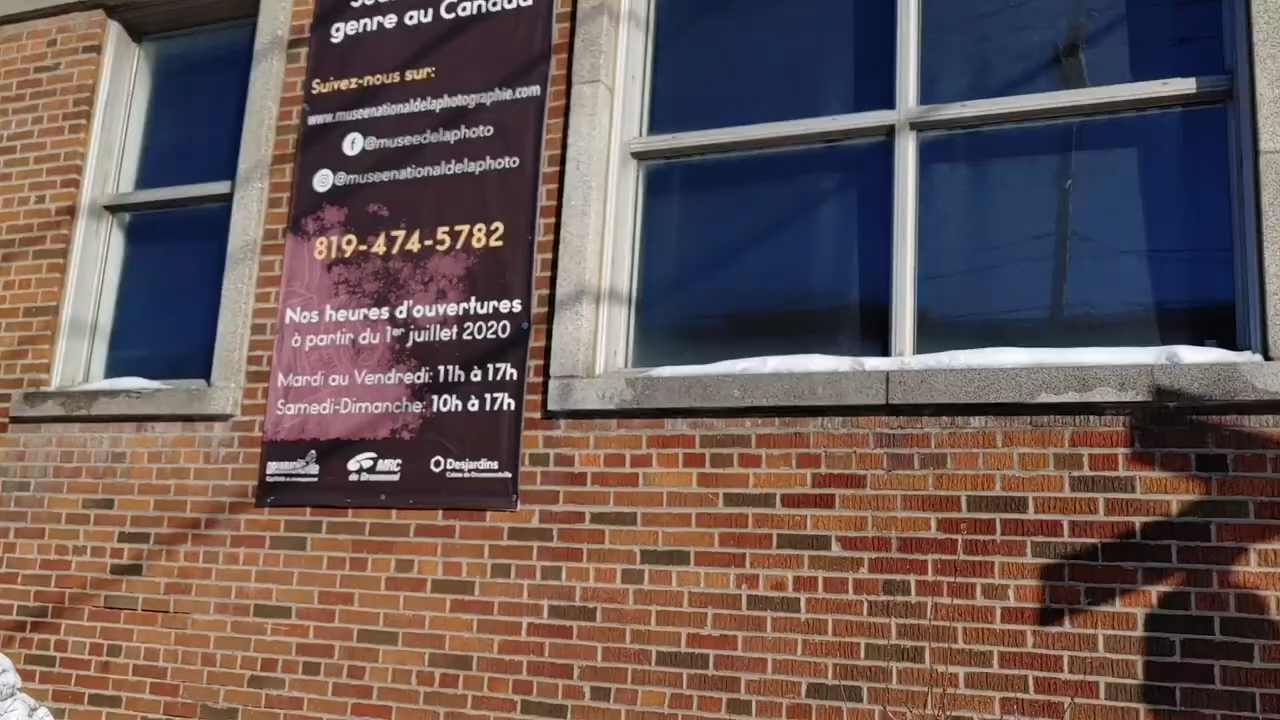 genre au Canada
Suivez-nous sur:
www.museenationaldelaphotographie.com
@museedelaphoto
@museenationaldelaphoto
819-474-5782
Nos heures d'ouvertures
à partir du 1er juillet 2020
Mardi au Vendredi: 11h à 17h
Samedi-Dimanche: 10h à 17h
MRC
de Drummond
Desjardins